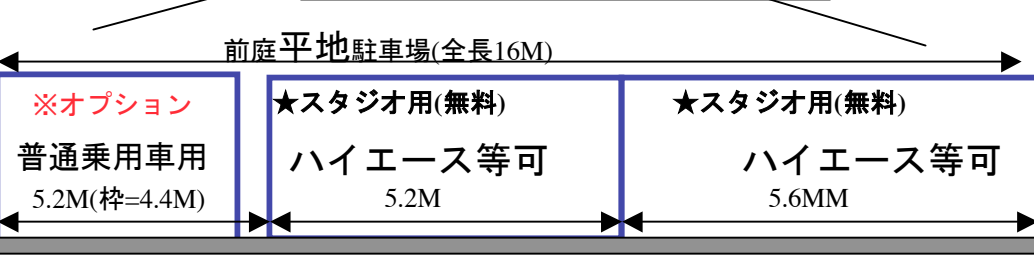 前庭平地駐車場(全長16M)
※オプション
普通乗用車用
5.2M(枠=4.4M)
★スタジオ用(無料)
ハイエース等可
5.2M
★スタジオ用(無料)
ハイエース等可
5.6MM